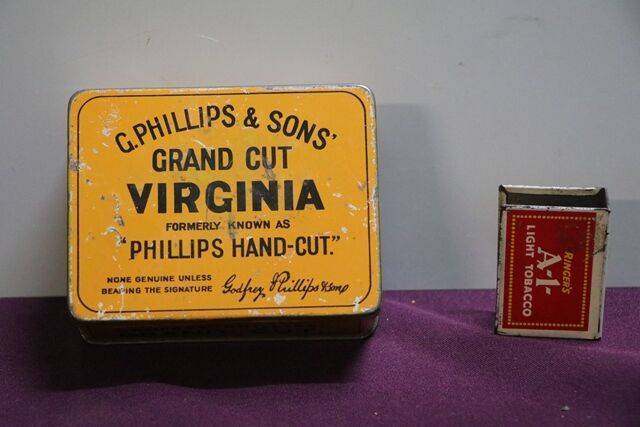 G. PHILLIPS & SONS'
GRAND CUT
VIRGINIA
FORMERLY KNOWN AS
"PHILLIPS HAND-CUT."
NONE GENUINE UNLESS
BEARING THE SIGNATURE
Godfrey Phillips & Sons
RINGER'S
A-1-
LIGHT TOBACCO